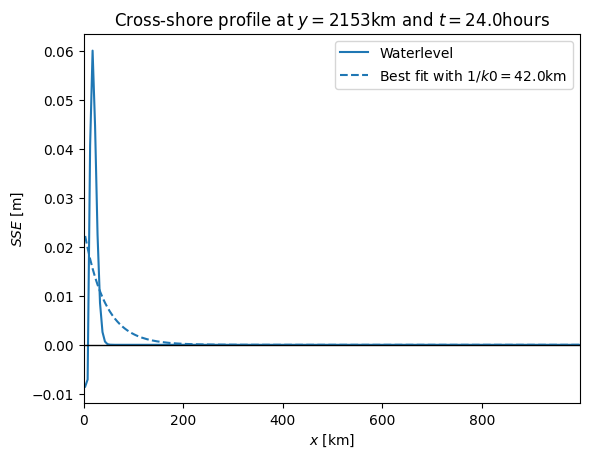 Cross-shore profile at y = 2153km and t = 24.0hours
Waterlevel
Best fit with 1/k0 = 42.0km
0.06
0.05
0.04
0.03
0.02
0.01
0.00
−0.01
SSE [m]
0
200
400
600
800
x [km]